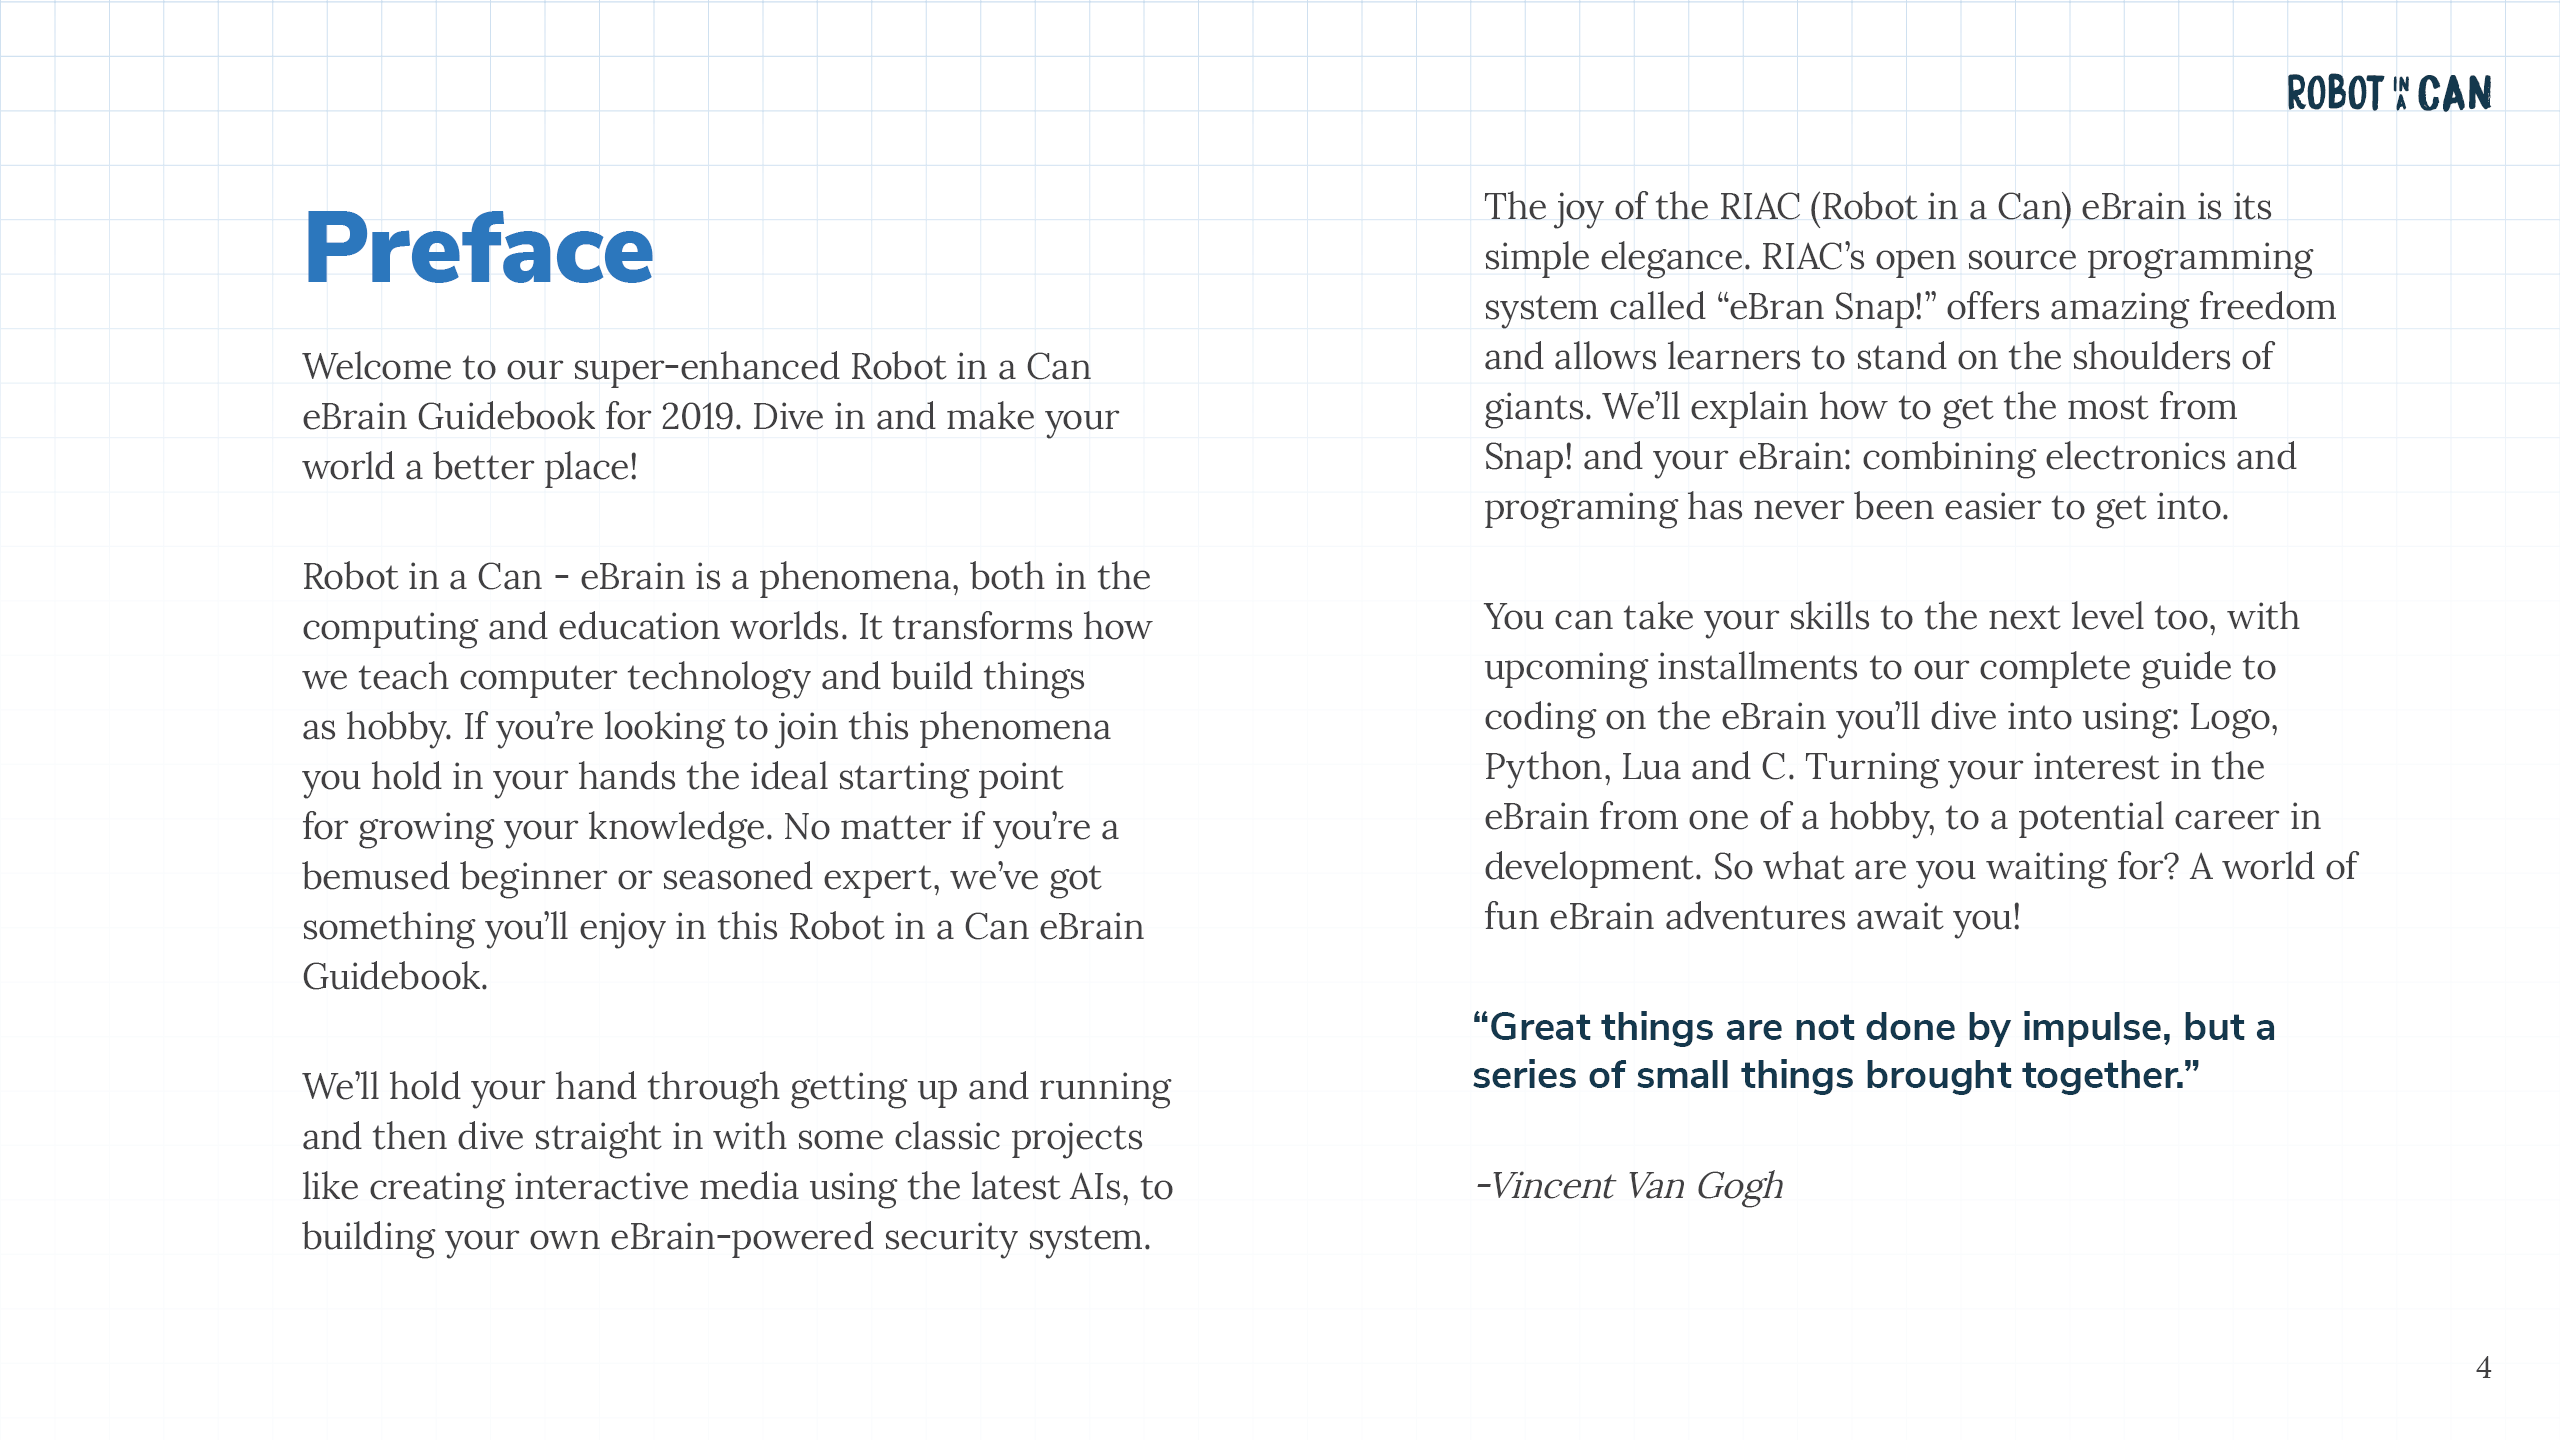 ROBOT IN A CAN
Preface
Welcome to our super-enhanced Robot in a Can
eBrain Guidebook for 2019. Dive in and make your
world a better place!
Robot in a Can - eBrain is a phenomena, both in the
computing and education worlds. It transforms how
we teach computer technology and build things
as hobby. If you’re looking to join this phenomena
you hold in your hands the ideal starting point
for growing your knowledge. No matter if you’re a
bemused beginner or seasoned expert, we’ve got
something you’ll enjoy in this Robot in a Can eBrain
Guidebook.
We’ll hold your hand through getting up and running
and then dive straight in with some classic projects
like creating interactive media using the latest AIs, to
building your own eBrain-powered security system.
The joy of the RIAC (Robot in a Can) eBrain is its
simple elegance. RIAC’s open source programming
system called “eBran Snap!” offers amazing freedom
and allows learners to stand on the shoulders of
giants. We’ll explain how to get the most from
Snap! and your eBrain: combining electronics and
programing has never been easier to get into.
You can take your skills to the next level too, with
upcoming installments to our complete guide to
coding on the eBrain you’ll dive into using: Logo,
Python, Lua and C. Turning your interest in the
eBrain from one of a hobby, to a potential career in
development. So what are you waiting for? A world of
fun eBrain adventures await you!
“Great things are not done by impulse, but a
series of small things brought together.”
-Vincent Van Gogh
4